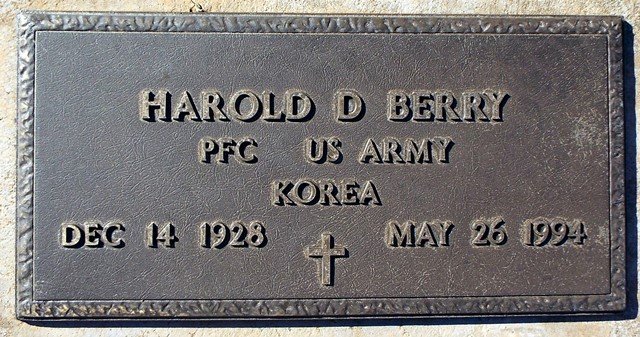 HAROLD D BERRY
PFC US ARMY
KOREA
DEC 14 1928 MAY 26 1994